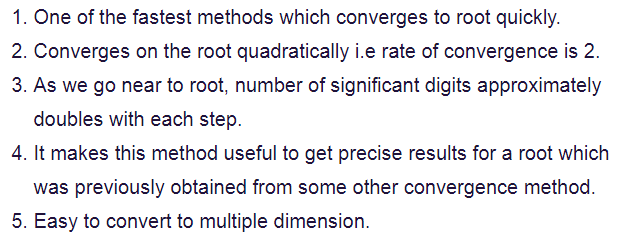 1. One of the fastest methods which converges to root quickly.
2. Converges on the root quadratically i.e rate of convergence is 2.
3. As we go near to root, number of significant digits approximately
doubles with each step.
4. It makes this method useful to get precise results for a root which
was previously obtained from some other convergence method.
5. Easy to convert to multiple dimension.